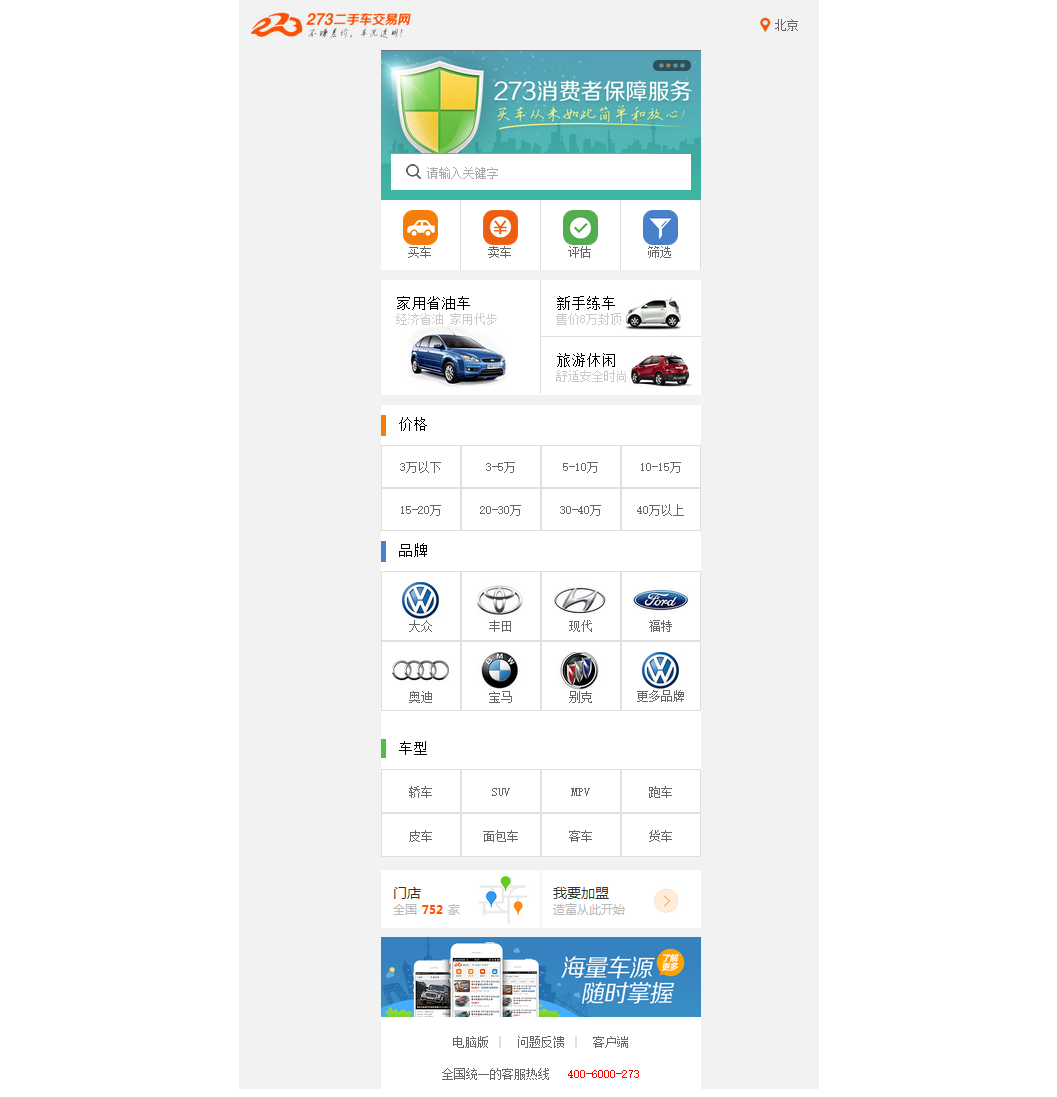 273二手车交易网
不赚差价,车况透明!
北京
273消费者保障服务
买车从来如此简单和放心!
请输入关键字
买车
卖车
评估
筛选
家用省油车
经济省油 家用代步
新手练车
售价8万封顶
旅游休闲
舒适安全时尚
价格
3万以下
3-5万
5-10万
10-15万
15-20万
20-30万
30-40万
40万以上
品牌
大众
丰田
现代
Ford
福特
奥迪
BMW
宝马
别克
更多品牌
车型
轿车
SUV
MPV
跑车
皮车
面包车
客车
货车
门店
全国 752 家
我要加盟
造富从此开始
海量车源
随时掌握
了解
更多
电脑版
问题反馈
客户端
全国统一的客服热线 400-6000-273